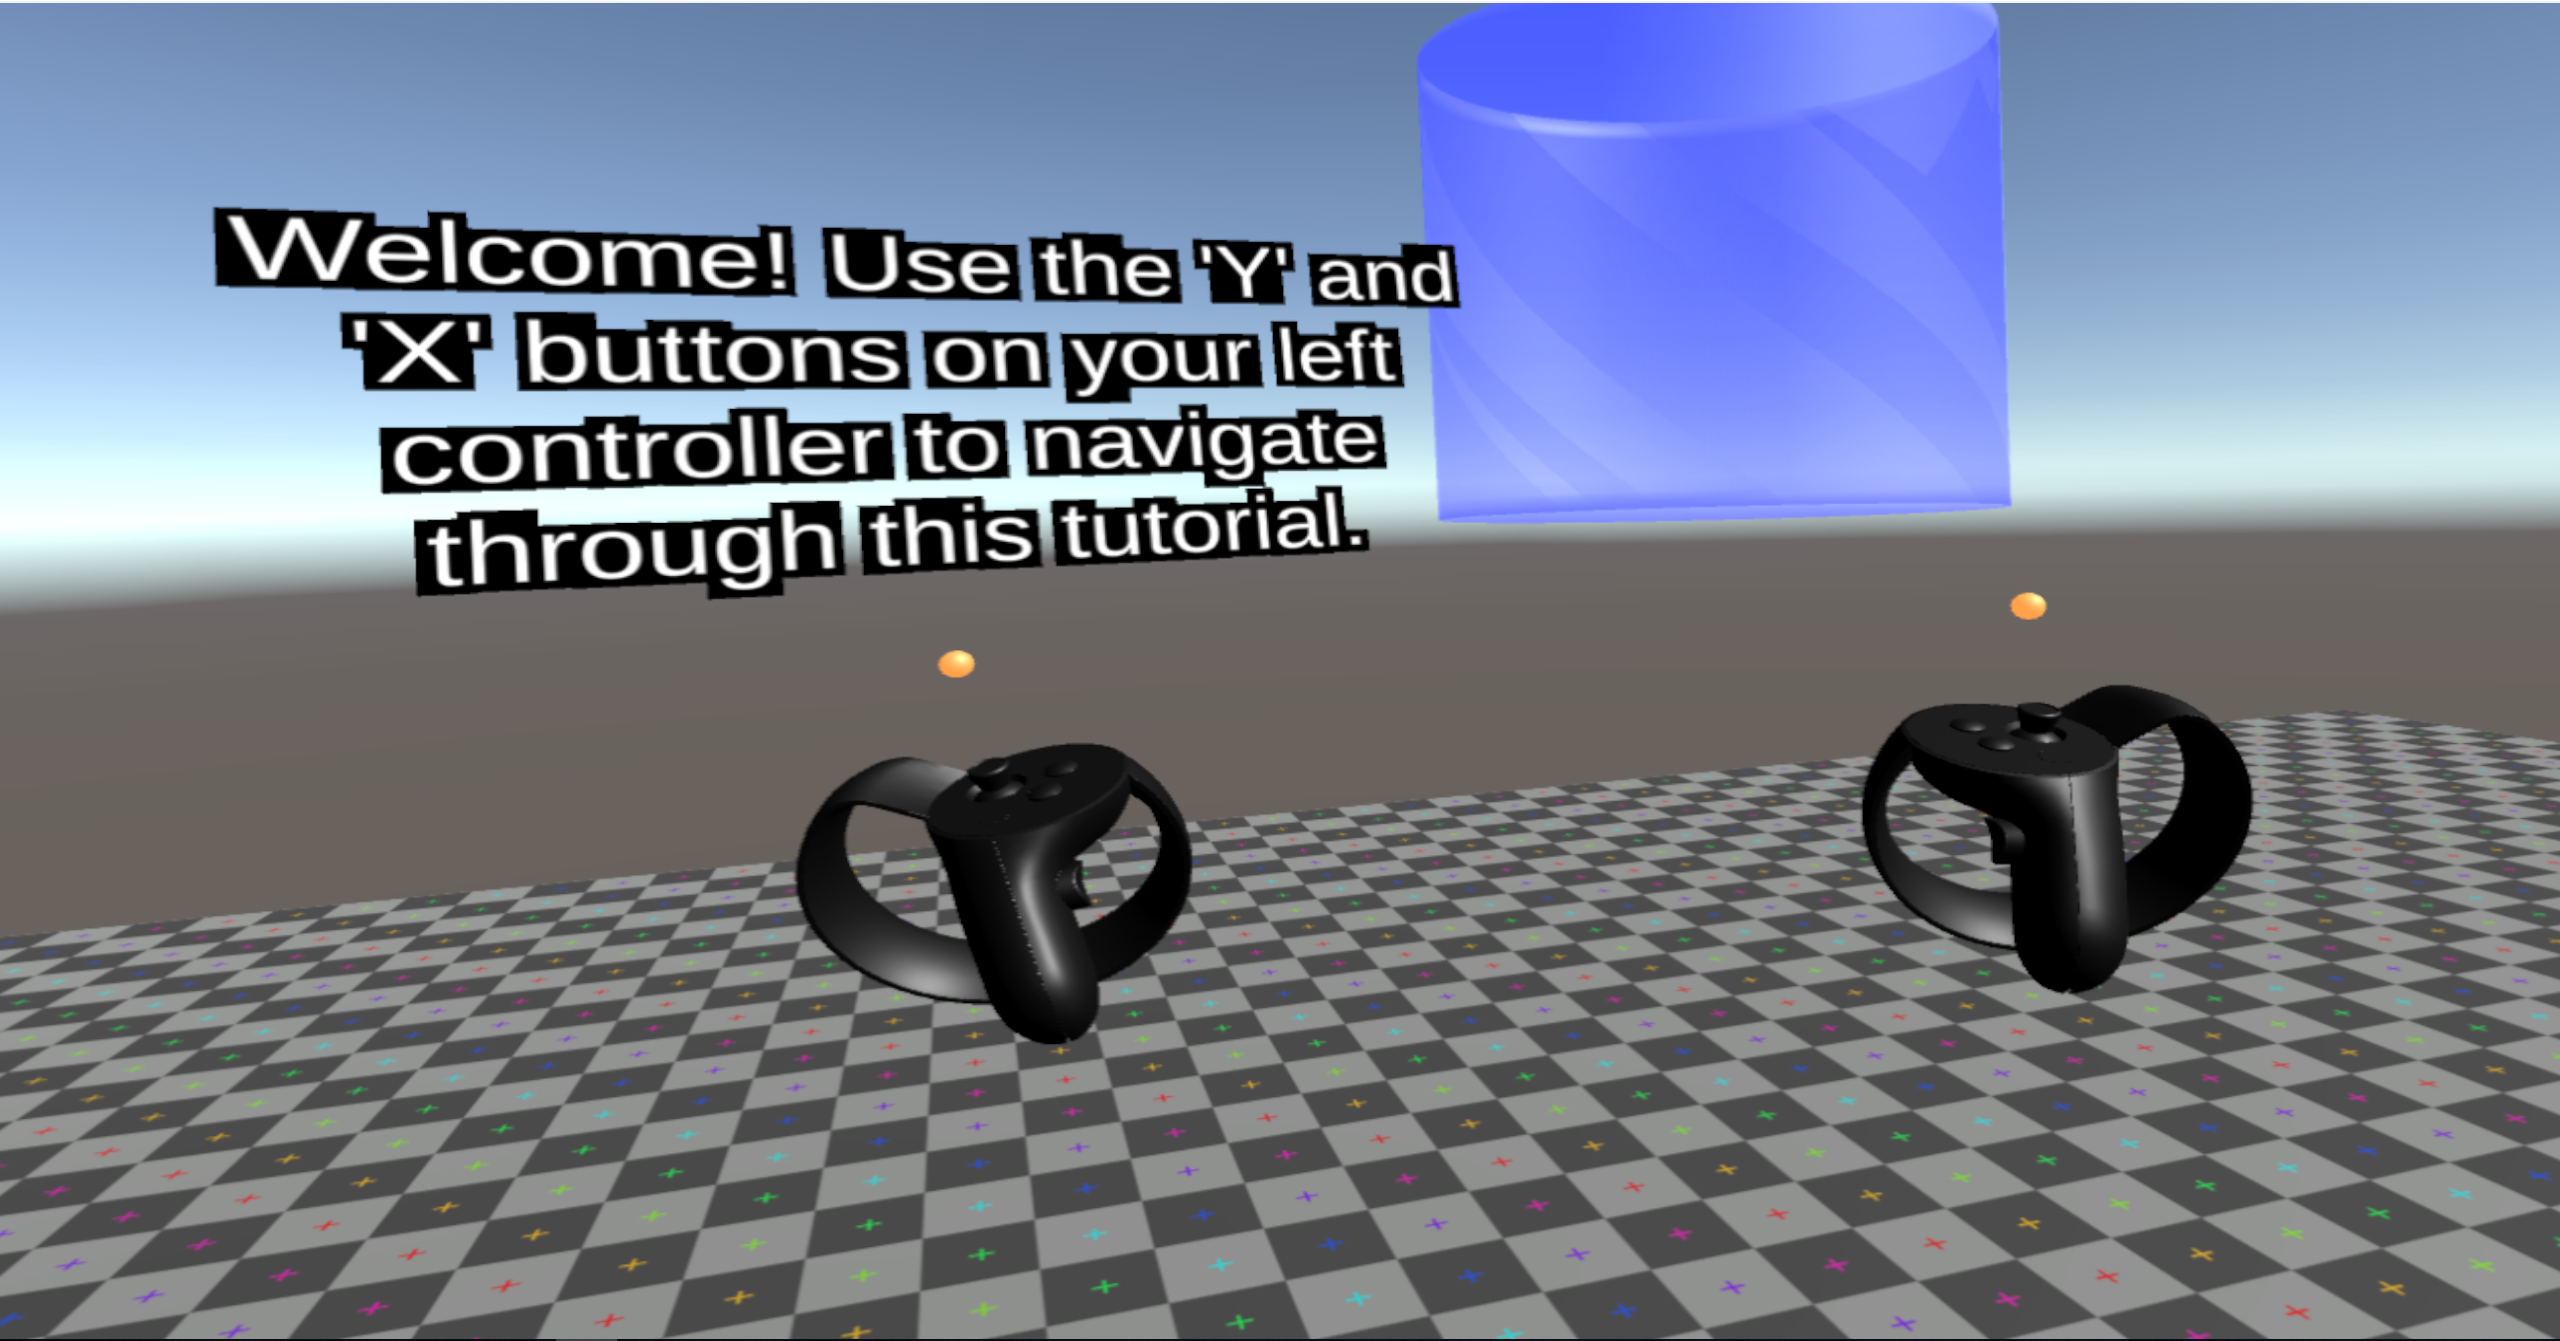 Welcome! Use the 'Y' and
'X' buttons on your left
controller to navigate
through this tutorial.